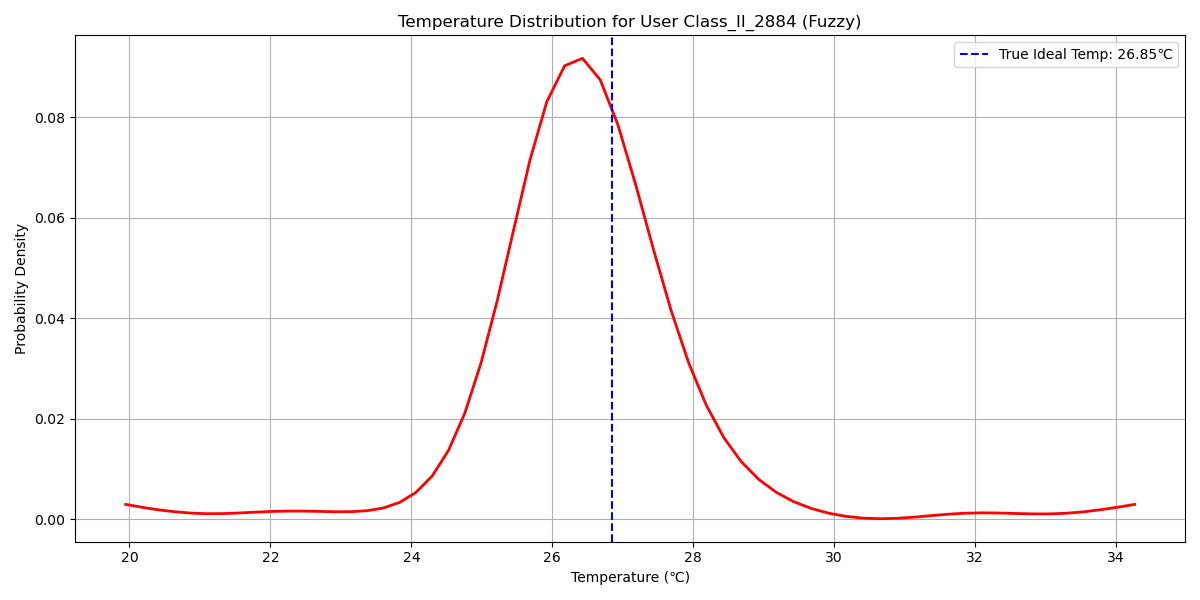 Temperature Distribution for User Class_II_2884 (Fuzzy)
True Ideal Temp: 26.85℃
Probability Density
0.08
0.06
0.04
0.02
0.00
20 22 24 26 28 30 32 34
Temperature (℃)